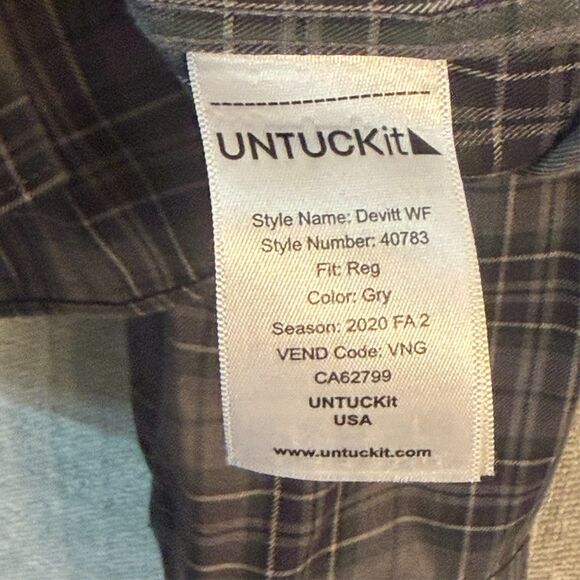 UNTUCKit
Style Name: Devitt WF
Style Number: 40783
Fit: Reg
Color: Gry
Season: 2020 FA 2
VEND Code: VNG
CA62799
UNTUCKit
USA
www.untuckit.com